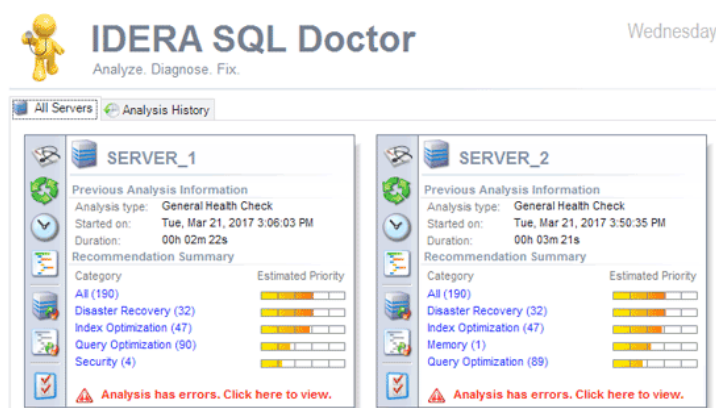 IDERA SQL Doctor
Wednesday
Analyze. Diagnose. Fix.
All Servers
Analysis History
SERVER_1
Previous Analysis Information
Analysis type: General Health Check
Started on: Tue, Mar 21, 2017 3:06:03 PM
Duration: 00h 02m 22s
Recommendation Summary
Category Estimated Priority
All (190)
Disaster Recovery (32)
Index Optimization (47)
Query Optimization (90)
Security (4)
Analysis has errors. Click here to view.
SERVER_2
Previous Analysis Information
Analysis type: General Health Check
Started on: Tue, Mar 21, 2017 3:50:35 PM
Duration: 00h 03m 21s
Recommendation Summary
Category Estimated Priority
All (190)
Disaster Recovery (32)
Index Optimization (47)
Memory (1)
Query Optimization (89)
Analysis has errors. Click here to view.